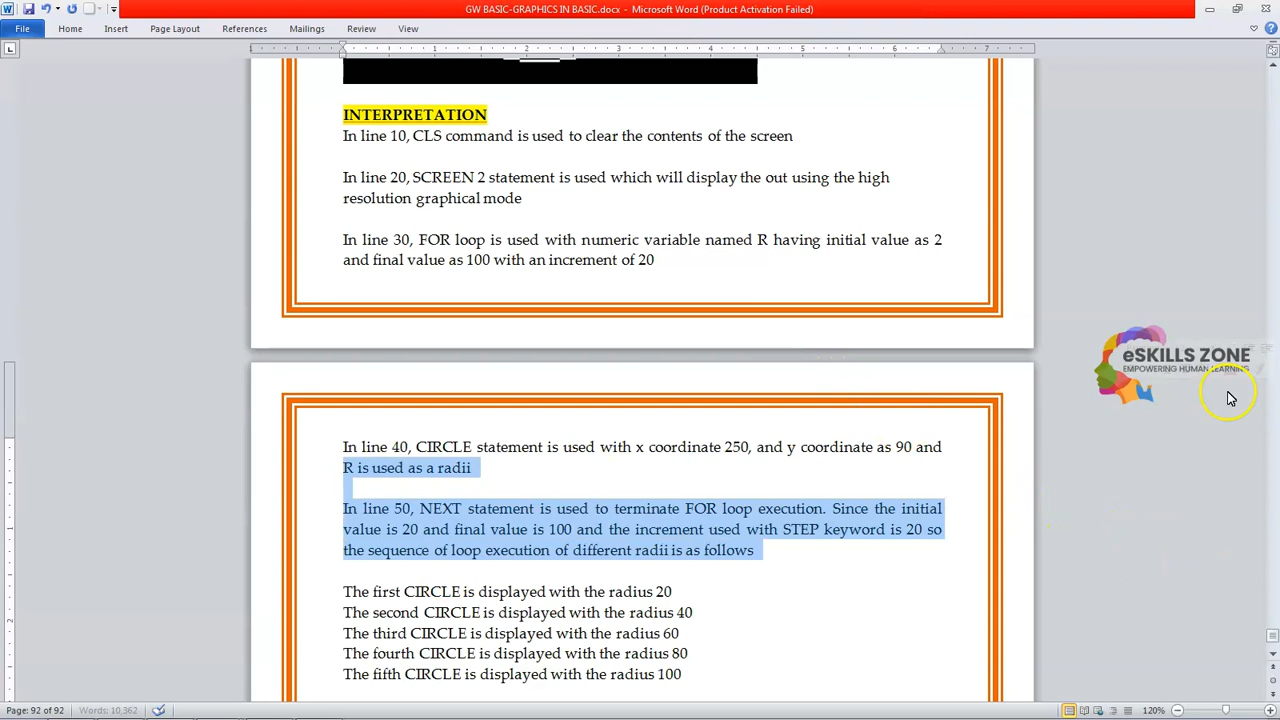 GW BASIC-GRAPHICS IN BASIC.docx - Microsoft Word (Product Activation Failed)
File Home Insert Page Layout References Mailings Review View
1 1 2 3 4 5 6 7
INTERPRETATION
In line 10, CLS command is used to clear the contents of the screen
In line 20, SCREEN 2 statement is used which will display the out using the high
resolution graphical mode
In line 30, FOR loop is used with numeric variable named R having initial value as 2
and final value as 100 with an increment of 20
eSKILLS ZONE
EMPOWERING HUMAN LEARNING
In line 40, CIRCLE statement is used with x coordinate 250, and y coordinate as 90 and
R is used as a radii
In line 50, NEXT statement is used to terminate FOR loop execution. Since the initial
value is 20 and final value is 100 and the increment used with STEP keyword is 20 so
the sequence of loop execution of different radii is as follows
The first CIRCLE is displayed with the radius 20
The second CIRCLE is displayed with the radius 40
The third CIRCLE is displayed with the radius 60
The fourth CIRCLE is displayed with the radius 80
The fifth CIRCLE is displayed with the radius 100
Page: 92 of 92 Words: 10,362 120%